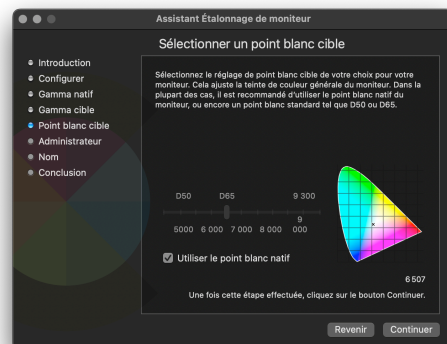 Assistant Étalonnage de moniteur
Sélectionner un point blanc cible
Introduction
Configurer
Gamma natif
Gamma cible
Point blanc cible
Administrateur
Nom
Conclusion
Sélectionnez le réglage de point blanc cible de votre choix pour votre
moniteur. Cela ajuste la teinte de couleur générale du moniteur. Dans la
plupart des cas, il est recommandé d'utiliser le point blanc natif du
moniteur, ou encore un point blanc standard tel que D50 ou D65.
D50 D65 9 300
5000 6 000 7 000 8 000 9
000
Utiliser le point blanc natif
6 507
Une fois cette étape effectuée, cliquez sur le bouton Continuer.
Revenir Continuer